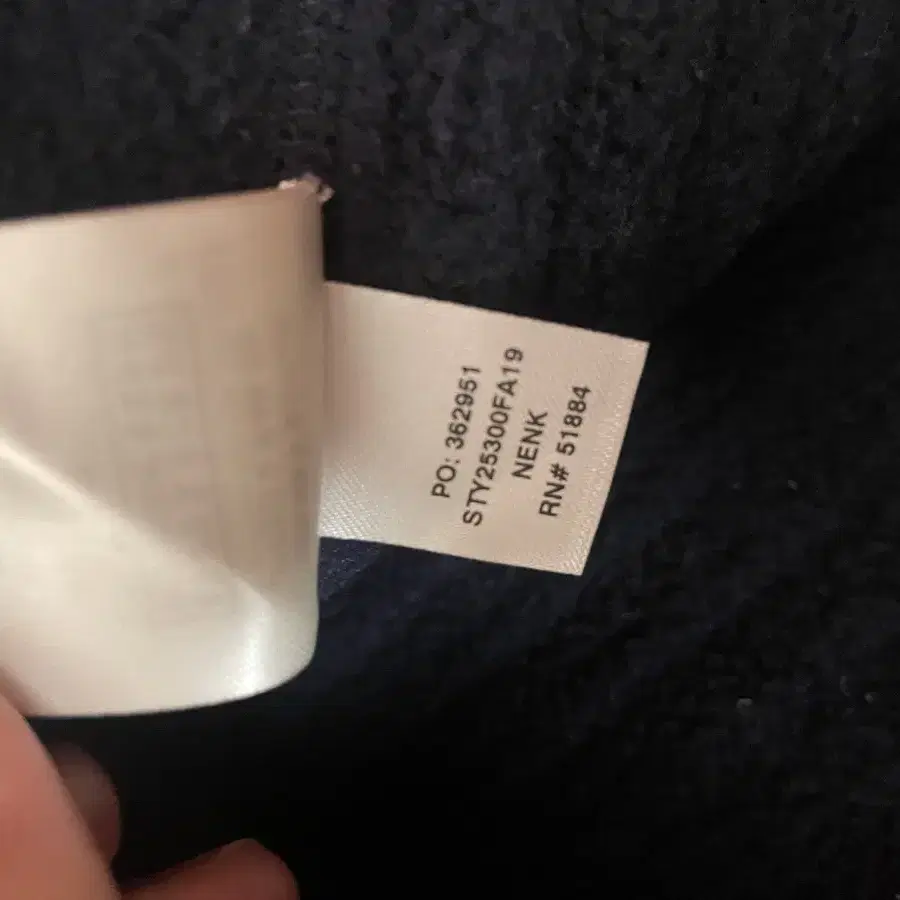 PO: 362951
STY25300FA19
NENK
RN# 51884